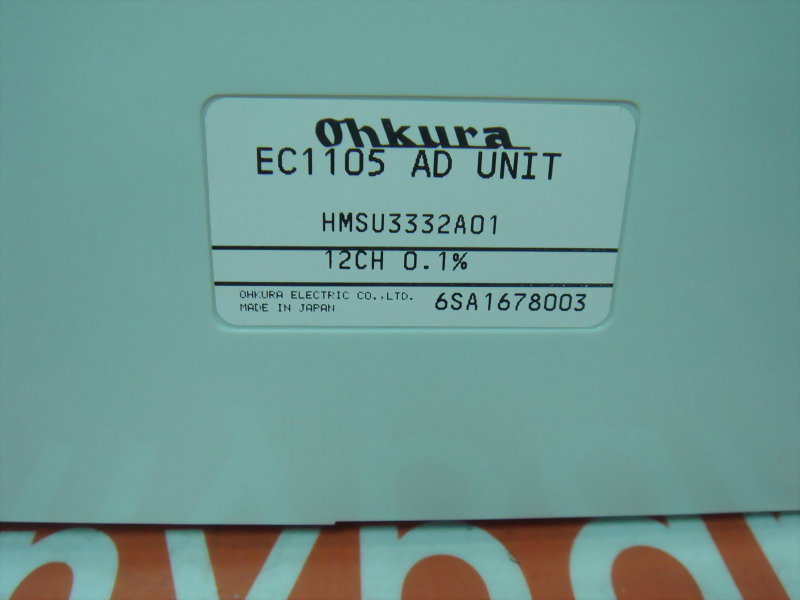 Ohkura
EC1105 AD UNIT
HMSU3332A01
12CH 0.1%
OHKURA ELECTRIC CO.,LTD.
MADE IN JAPAN
6SA1678003